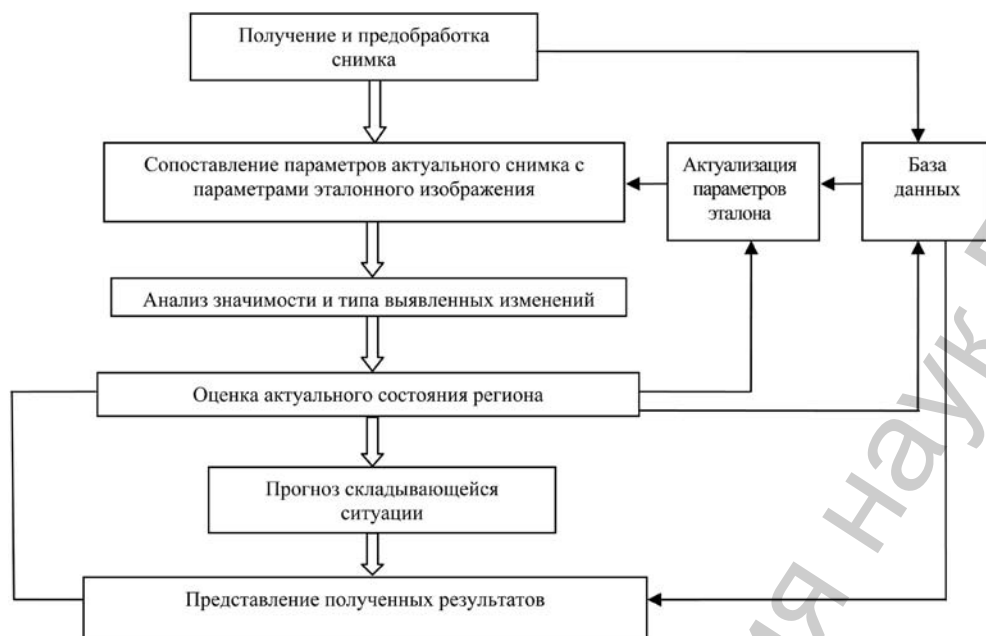 Получение и предобработка
снимка
Сопоставление параметров актуального снимка с
параметрами эталонного изображения
Актуализация
параметров
эталона
База
данных
Анализ значимости и типа выявленных изменений
Оценка актуального состояния региона
Прогноз складывающейся
ситуации
Представление полученных результатов
наук